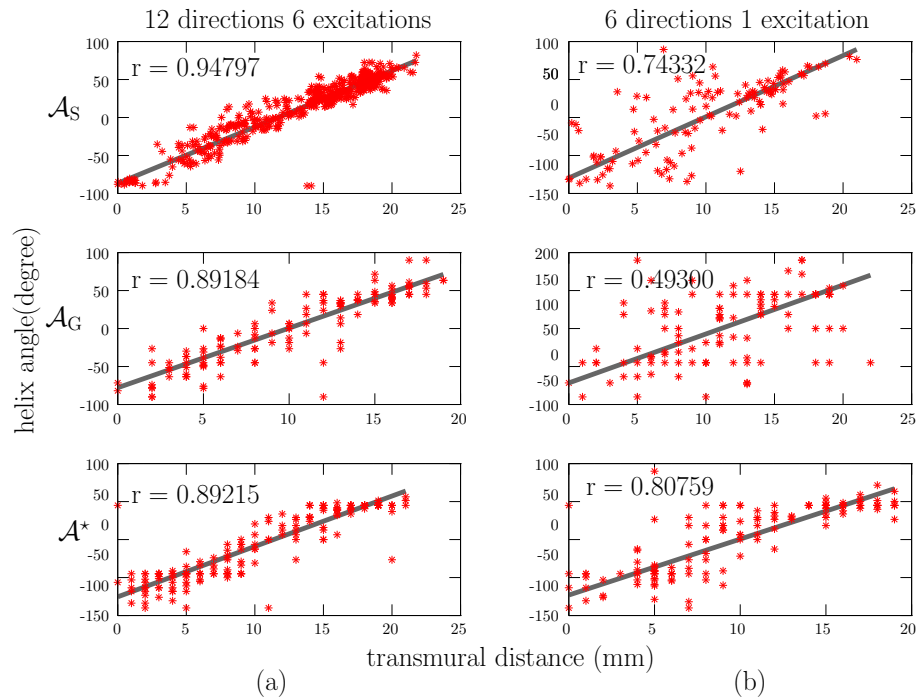 12 directions 6 excitations
6 directions 1 excitation
100
50
0
-50
-100
r = 0.94797
0 5 10 15 20 25
100
50
0
-50
-100
-150
r = 0.74332
0 5 10 15 20 25
𝒜S
100
50
0
-50
-100
r = 0.89184
0 5 10 15 20
200
150
100
50
0
-50
-100
r = 0.49300
0 5 10 15 20 25
𝒜G
helix angle(degree)
100
50
0
-50
-100
-150
r = 0.89215
0 5 10 15 20 25
100
50
0
-50
-100
-150
r = 0.80759
0 5 10 15 20
𝒜⋆
transmural distance (mm)
(a)
(b)